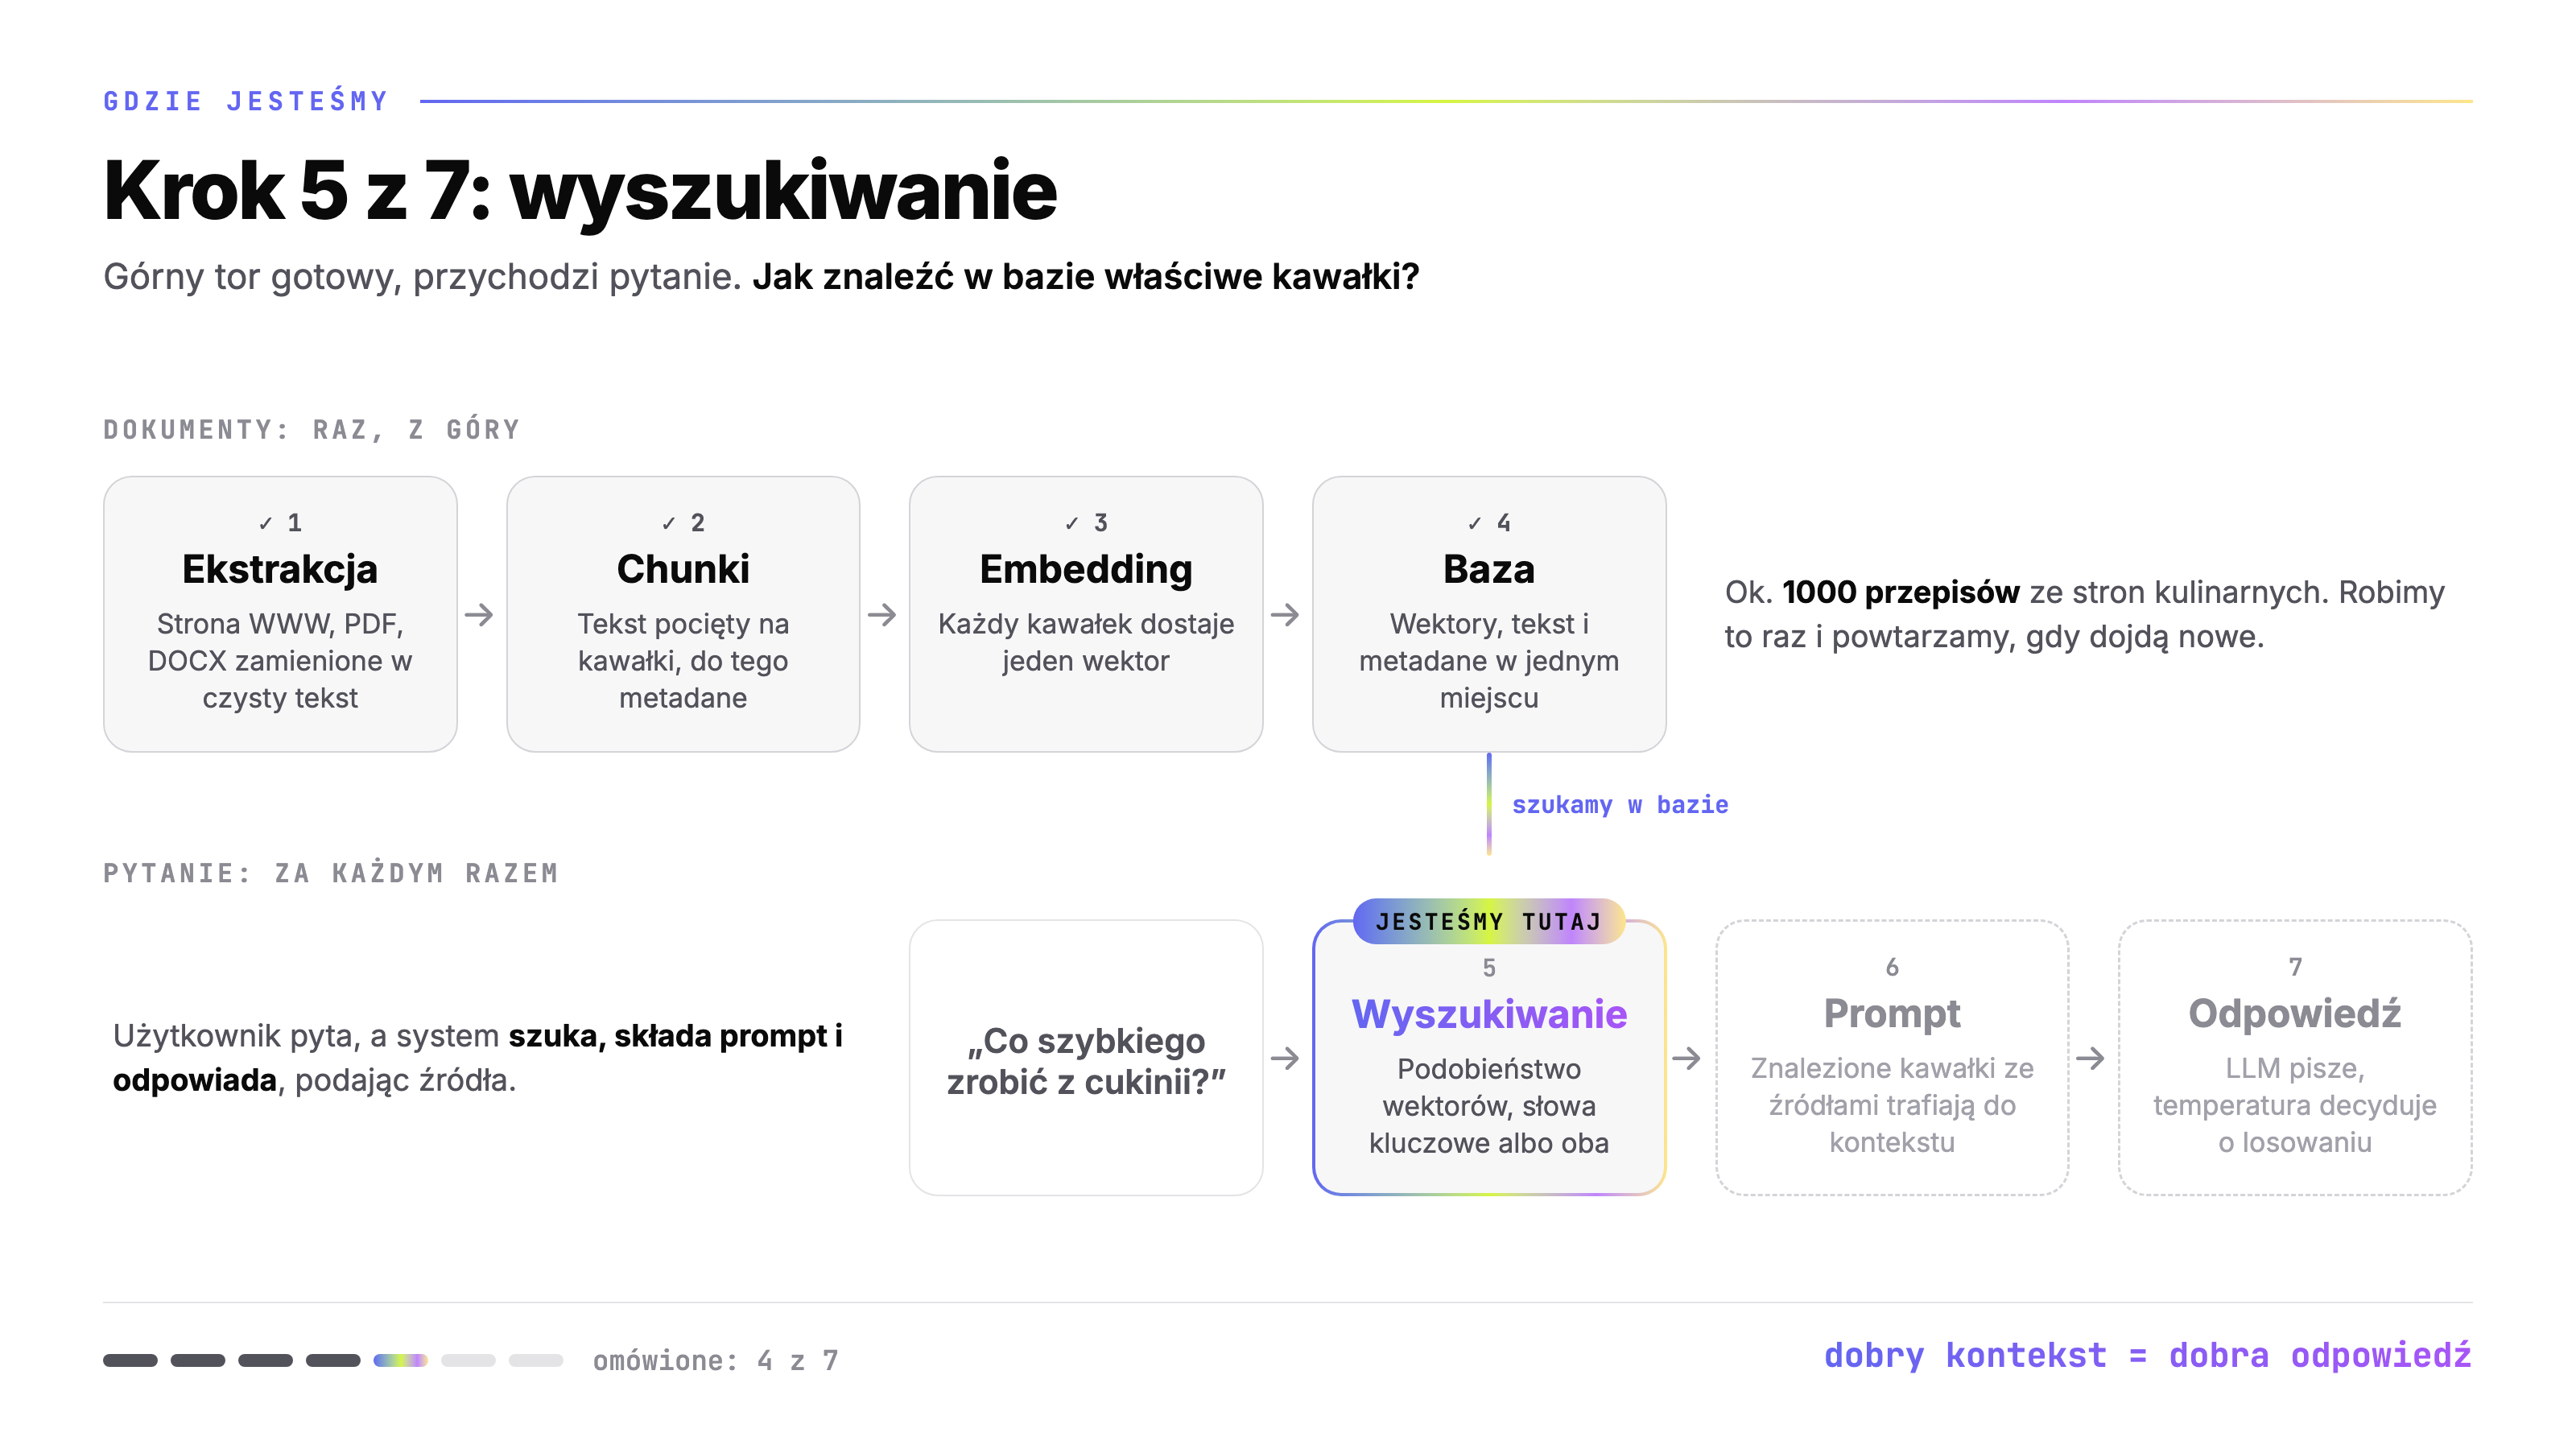 GDZIE JESTEŚMY
Krok 5 z 7: wyszukiwanie
Górny tor gotowy, przychodzi pytanie. Jak znaleźć w bazie właściwe kawałki?
DOKUMENTY: RAZ, Z GÓRY
✓ 1
Ekstrakcja
Strona WWW, PDF,
DOCX zamienione w
czysty tekst
✓ 2
Chunki
Tekst pocięty na
kawałki, do tego
metadane
✓ 3
Embedding
Każdy kawałek dostaje
jeden wektor
✓ 4
Baza
Wektory, tekst i
metadane w jednym
miejscu
Ok. 1000 przepisów ze stron kulinarnych. Robimy
to raz i powtarzamy, gdy dojdą nowe.
szukamy w bazie
PYTANIE: ZA KAŻDYM RAZEM
Użytkownik pyta, a system szuka, składa prompt i
odpowiada, podając źródła.
„Co szybkiego
zrobić z cukinii?”
JESTEŚMY TUTAJ
5
Wyszukiwanie
Podobieństwo
wektorów, słowa
kluczowe albo oba
6
Prompt
Znalezione kawałki ze
źródłami trafiają do
kontekstu
7
Odpowiedź
LLM pisze,
temperatura decyduje
o losowaniu
omówione: 4 z 7
dobry kontekst = dobra odpowiedź